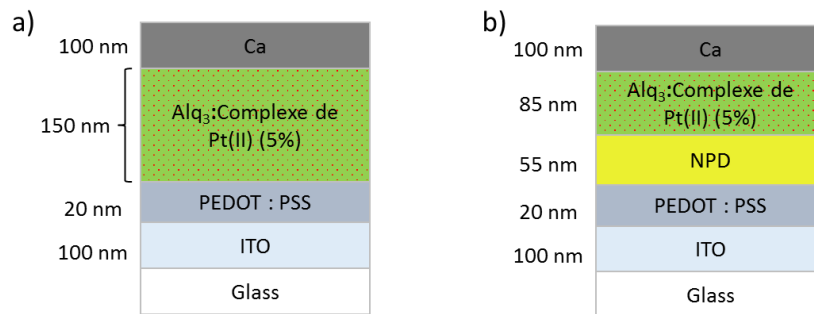 a)
100 nm
Ca
150 nm
Alq₃:Complexe de
Pt(II) (5%)
20 nm
PEDOT : PSS
100 nm
ITO
Glass
b)
100 nm
Ca
85 nm
Alq₃:Complexe de
Pt(II) (5%)
55 nm
NPD
20 nm
PEDOT : PSS
100 nm
ITO
Glass